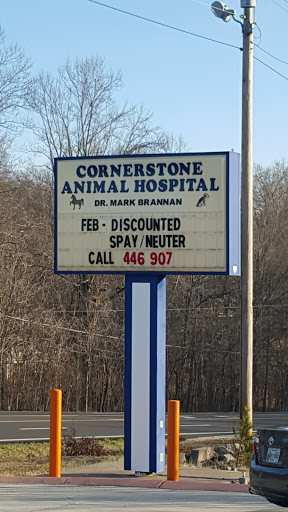 CORNERSTONE
ANIMAL HOSPITAL
DR. MARK BRANNAN
FEB - DISCOUNTED
SPAY/NEUTER
CALL 446 907